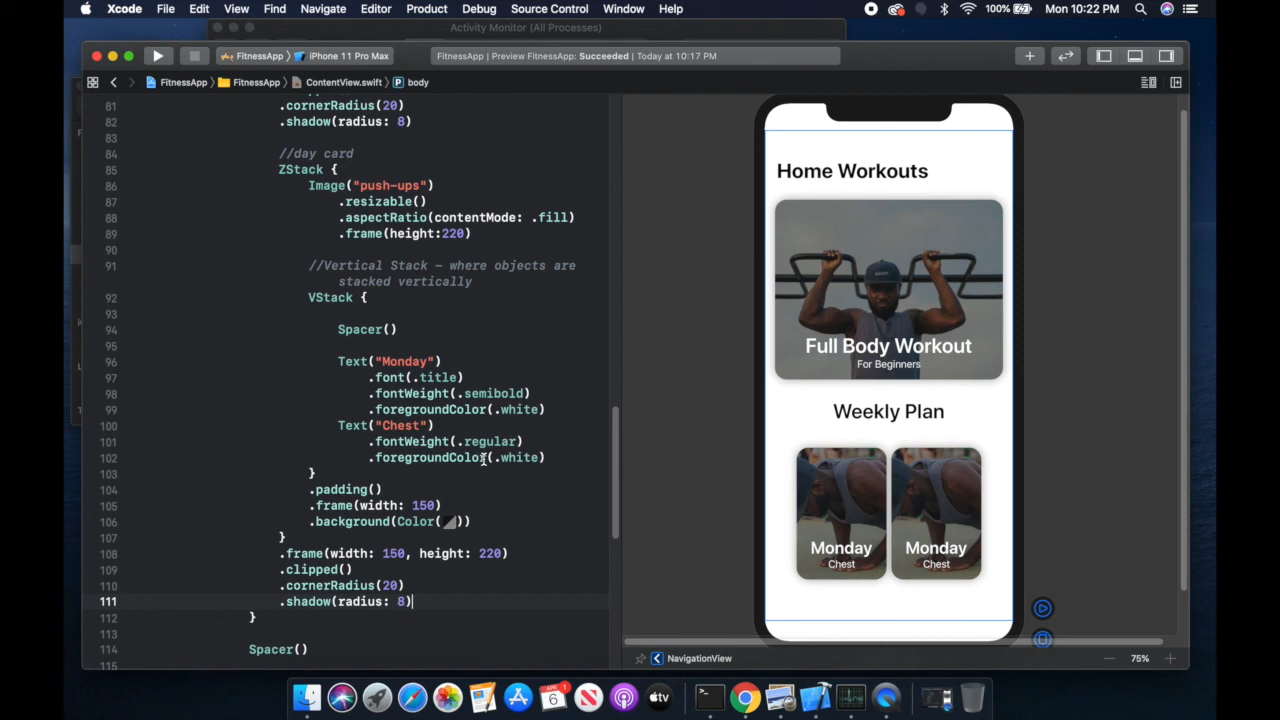 Xcode File Edit View Find Navigate Editor Product Debug Source Control Window Help 100% Mon 10:22 PM
Activity Monitor (All Processes)
FitnessApp iPhone 11 Pro Max FitnessApp | Preview FitnessApp: Succeeded | Today at 10:17 PM
FitnessApp FitnessApp ContentView.swift P body
81 .cornerRadius(20)
82 .shadow(radius: 8)
83
84 //day card
85 ZStack {
86 Image("push-ups")
87 .resizable()
88 .aspectRatio(contentMode: .fill)
89 .frame(height:220)
90
91 //Vertical Stack - where objects are
stacked vertically
92 VStack {
93
94 Spacer()
95
96 Text("Monday")
97 .font(.title)
98 .fontWeight(.semibold)
99 .foregroundColor(.white)
100 Text("Chest")
101 .fontWeight(.regular)
102 .foregroundColor(.white)
103 }
104 .padding()
105 .frame(width: 150)
106 .background(Color( ))
107 }
108 .frame(width: 150, height: 220)
109 .clipped()
110 .cornerRadius(20)
111 .shadow(radius: 8)
112 }
113
114 Spacer()
115
Home Workouts
Full Body Workout
For Beginners
Weekly Plan
Monday Monday
Chest Chest
NavigationView 75%
APR 6 1 tv